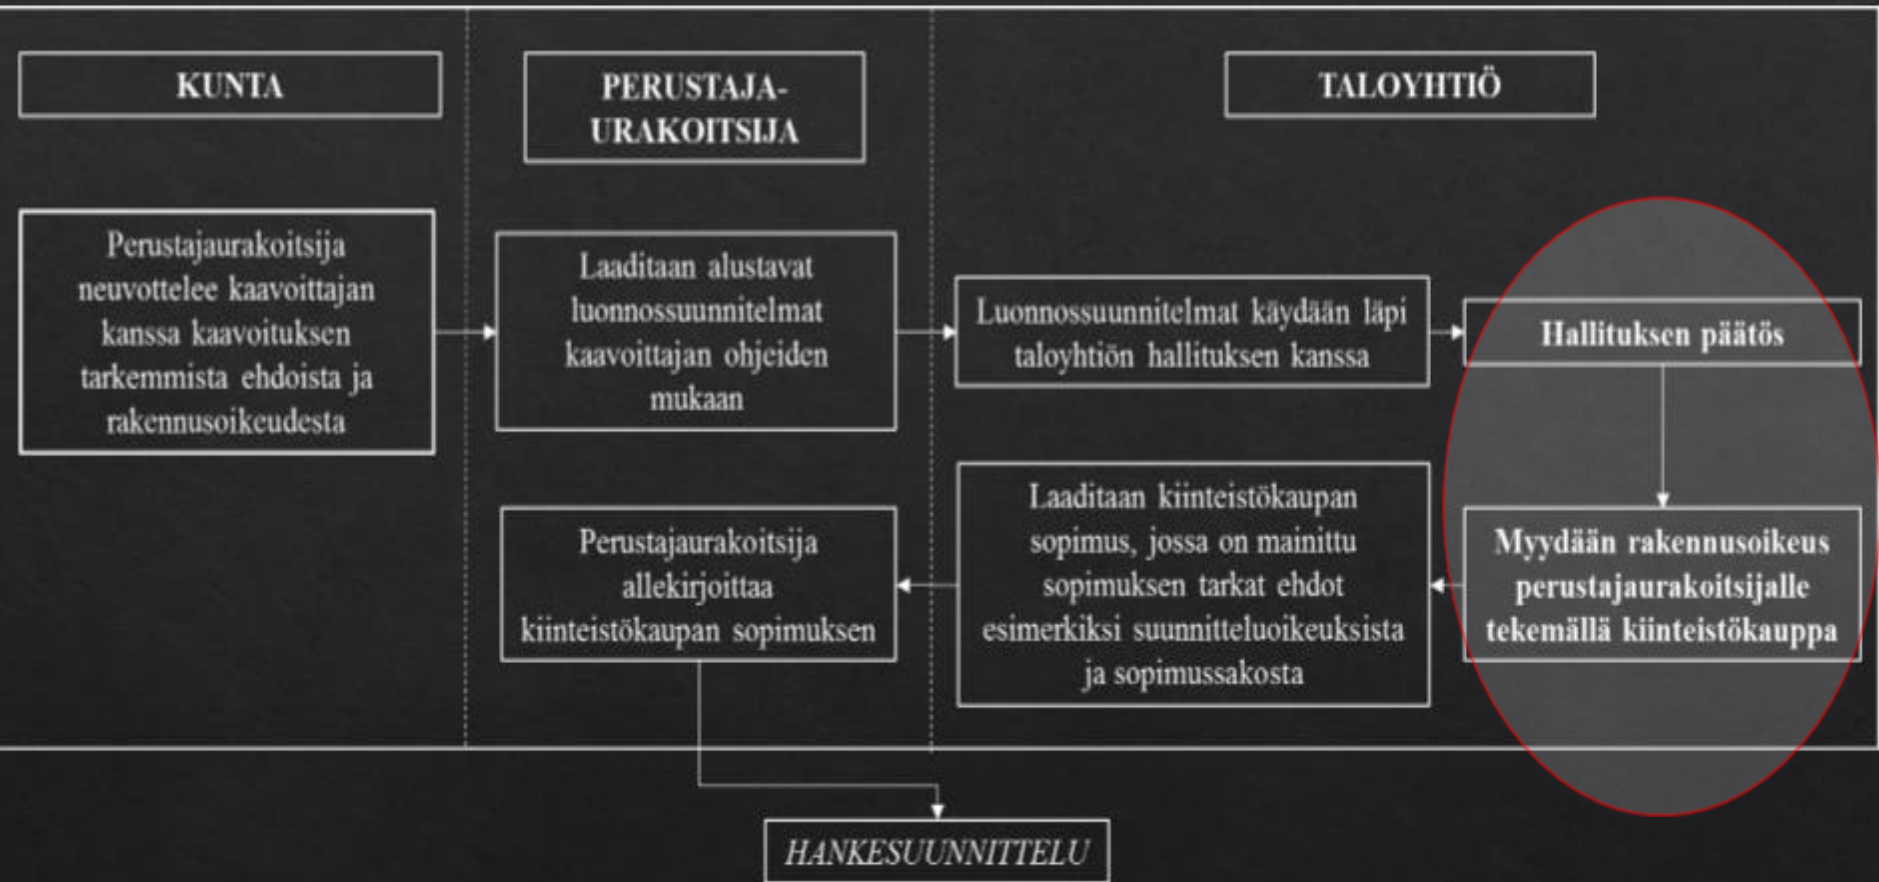 KUNTA
PERUSTAJA-
URAKOITSIJA
TALOYHTIÖ
Perustajaurakoitsija
neuvottelee kaavoittajan
kanssa kaavoituksen
tarkemmista ehdoista ja
rakennusoikeudesta
Laaditaan alustavat
luonnossuunnitelmat
kaavoittajan ohjeiden
mukaan
Luonnossuunnitelmat käydään läpi
taloyhtiön hallituksen kanssa
Hallituksen päätös
Myydään rakennusoikeus
perustajaurakoitsijalle
tekemällä kiinteistökauppa
Laaditaan kiinteistökaupan
sopimus, jossa on mainittu
sopimuksen tarkat ehdot
esimerkiksi suunnitteluoikeuksista
ja sopimussakosta
Perustajaurakoitsija
allekirjoittaa
kiinteistökaupan sopimuksen
HANKESUUNNITTELU